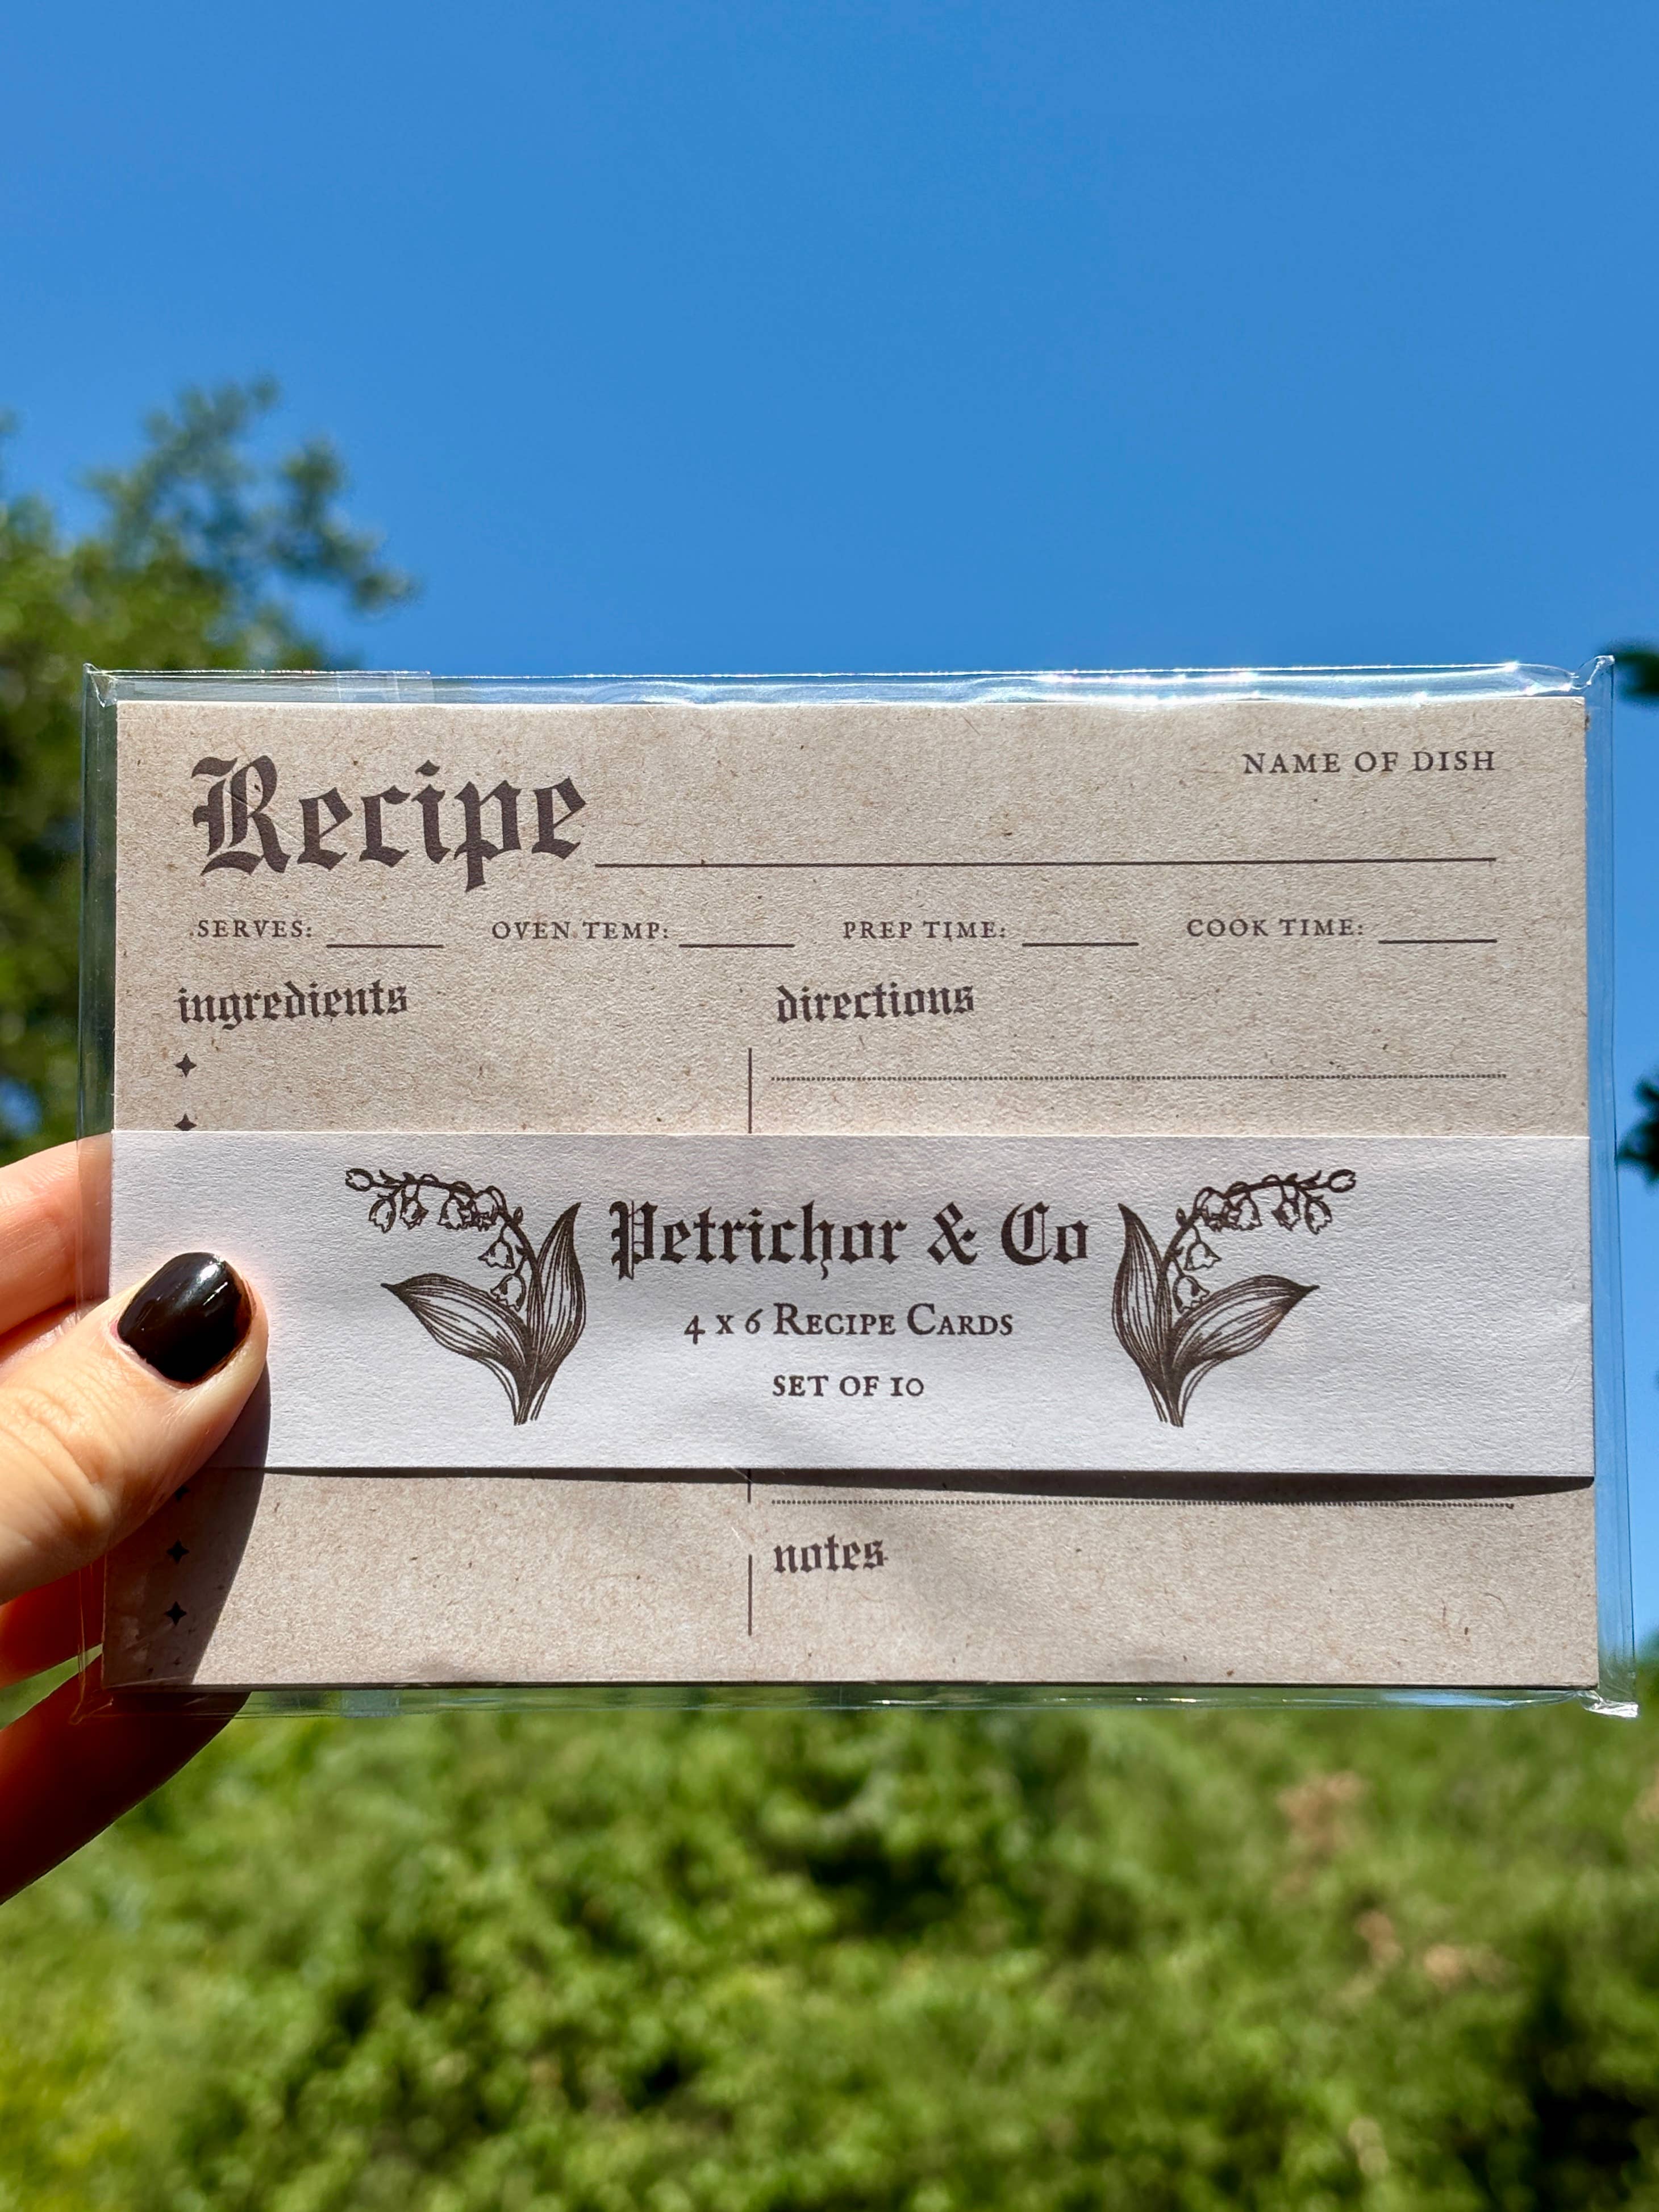 NAME OF DISH
Recipe
SERVES: OVEN TEMP: PREP TIME: COOK TIME:
ingredients directions
Petrichor & Co
4 x 6 Recipe Cards
SET OF 10
notes